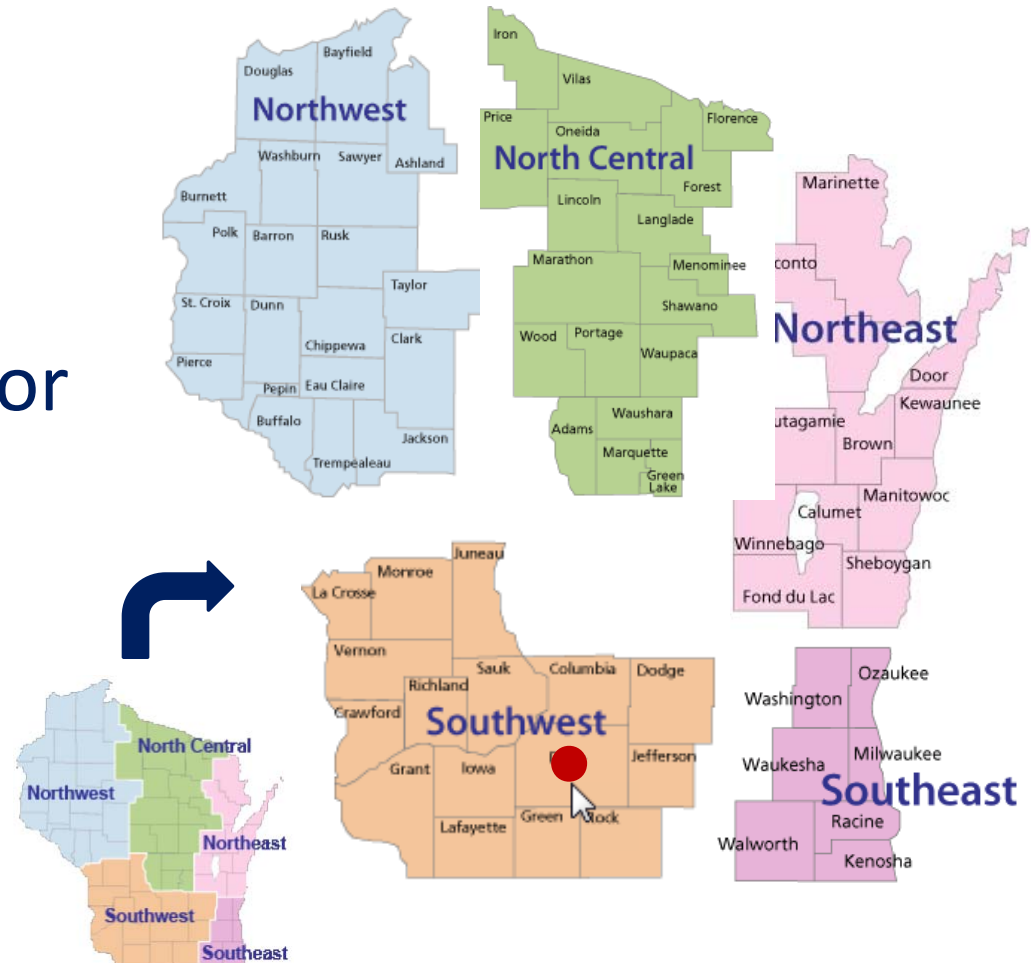 or
Bayfield
Douglas
Northwest
Washburn
Sawyer
Ashland
Burnett
Polk
Barron
Rusk
Taylor
St. Croix
Dunn
Chippewa
Clark
Pierce
Pepin
Eau Claire
Buffalo
Jackson
Trempealeau
Iron
Vilas
Price
Florence
Oneida
North Central
Forest
Lincoln
Langlade
Marathon
Menominee
Shawano
Wood
Portage
Waupaca
Waushara
Adams
Marquette
Green
Lake
Marinette
conto
Northeast
Door
Kewaunee
utagamie
Brown
Manitowoc
Calumet
Winnebago
Sheboygan
Fond du Lac
Juneau
Monroe
La Crosse
Vernon
Sauk
Columbia
Dodge
Richland
Crawford
Southwest
Jefferson
Grant
Iowa
Green
Rock
Lafayette
Ozaukee
Washington
Milwaukee
Waukesha
Southeast
Racine
Walworth
Kenosha
North Central
Northwest
Northeast
Southwest
Southeast